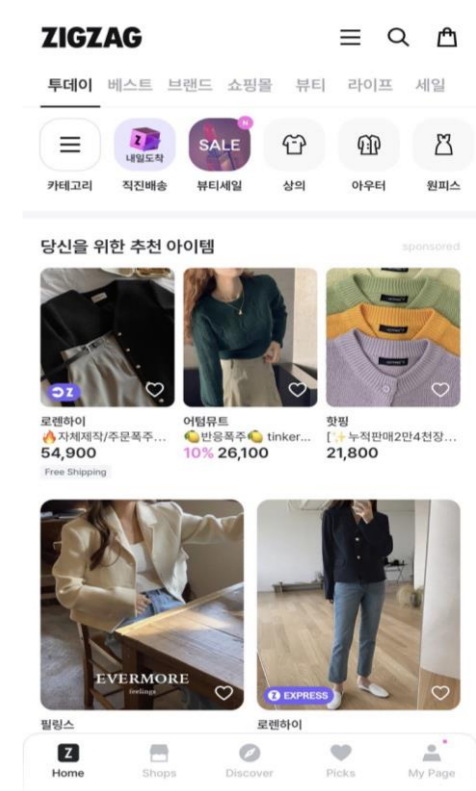 ZIGZAG
투데이 베스트 브랜드 쇼핑몰 뷰티 라이프 세일
Z
내일도착
SALE
N
카테고리 직진배송 뷰티세일 상의 아우터 원피스
당신을 위한 추천 아이템
sponsored
로렌하이 어텀뮤트 핫핑
🔥자체제작/주문폭주... 🍋반응폭주🍋 tinker... [✨누적판매2만4천장...
54,900 10% 26,100 21,800
Free Shipping
EVERMORE
feelings
Z EXPRESS
필링스 로렌하이
Z
Home Shops Discover Picks My Page